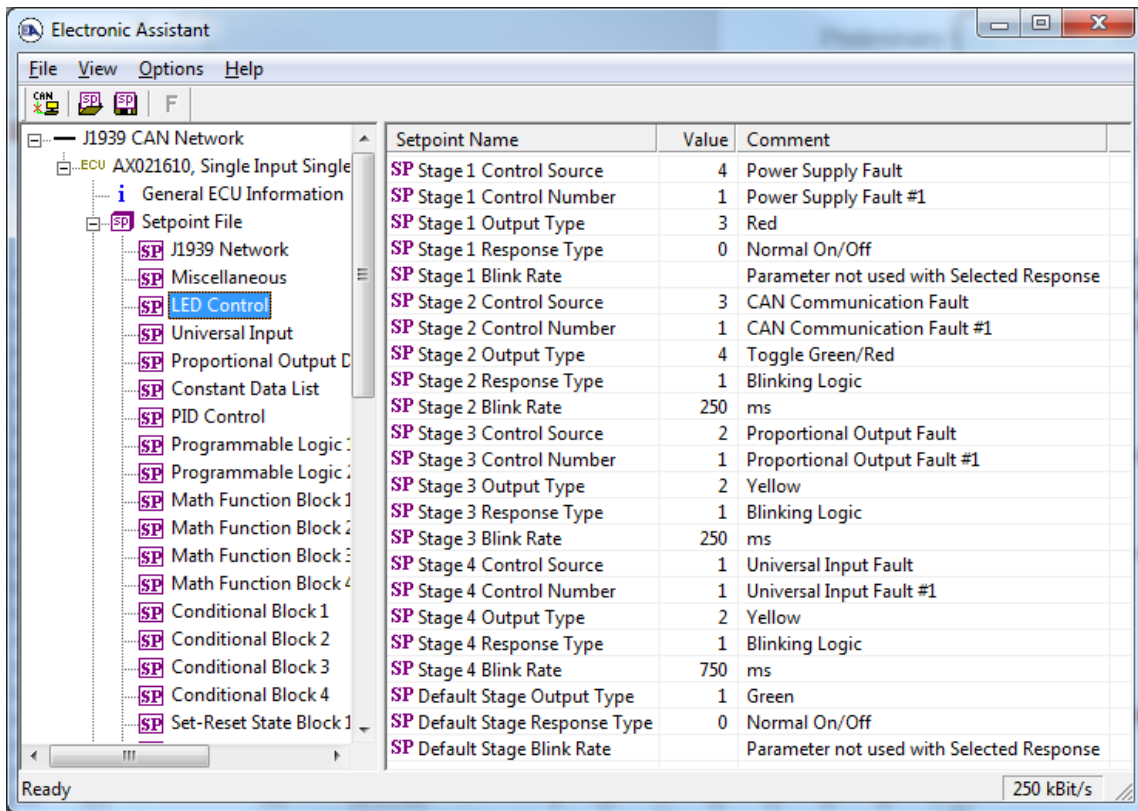 Electronic Assistant
File View Options Help
CAN
SP SP F
J1939 CAN Network
ECU AX021610, Single Input Single
i General ECU Information
SP Setpoint File
SP J1939 Network
SP Miscellaneous
SP LED Control
SP Universal Input
SP Proportional Output D
SP Constant Data List
SP PID Control
SP Programmable Logic
SP Programmable Logic
SP Math Function Block 1
SP Math Function Block 2
SP Math Function Block 3
SP Math Function Block 4
SP Conditional Block 1
SP Conditional Block 2
SP Conditional Block 3
SP Conditional Block 4
SP Set-Reset State Block 1
Setpoint Name Value Comment
SP Stage 1 Control Source 4 Power Supply Fault
SP Stage 1 Control Number 1 Power Supply Fault #1
SP Stage 1 Output Type 3 Red
SP Stage 1 Response Type 0 Normal On/Off
SP Stage 1 Blink Rate Parameter not used with Selected Response
SP Stage 2 Control Source 3 CAN Communication Fault
SP Stage 2 Control Number 1 CAN Communication Fault #1
SP Stage 2 Output Type 4 Toggle Green/Red
SP Stage 2 Response Type 1 Blinking Logic
SP Stage 2 Blink Rate 250 ms
SP Stage 3 Control Source 2 Proportional Output Fault
SP Stage 3 Control Number 1 Proportional Output Fault #1
SP Stage 3 Output Type 2 Yellow
SP Stage 3 Response Type 1 Blinking Logic
SP Stage 3 Blink Rate 250 ms
SP Stage 4 Control Source 1 Universal Input Fault
SP Stage 4 Control Number 1 Universal Input Fault #1
SP Stage 4 Output Type 2 Yellow
SP Stage 4 Response Type 1 Blinking Logic
SP Stage 4 Blink Rate 750 ms
SP Default Stage Output Type 1 Green
SP Default Stage Response Type 0 Normal On/Off
SP Default Stage Blink Rate Parameter not used with Selected Response
Ready 250 kBit/s